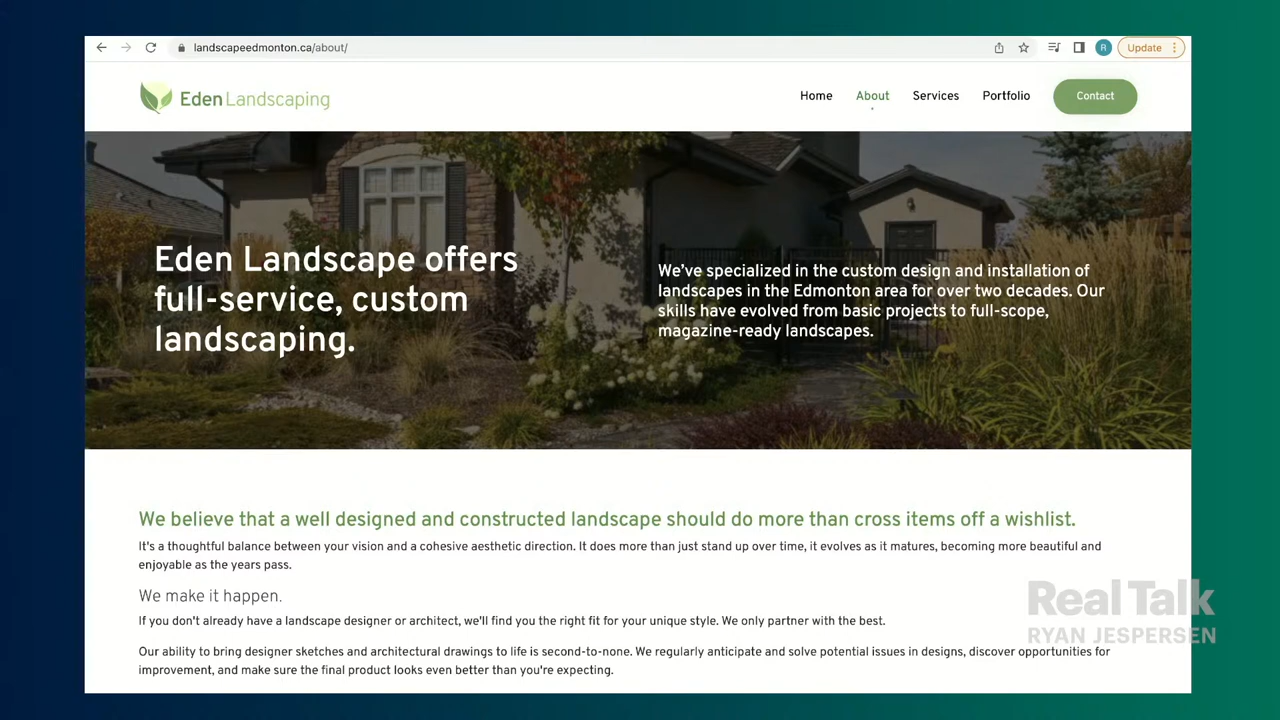 landscapeedmonton.ca/about/
R
Update
Eden Landscaping
Home
About
Services
Portfolio
Contact
Eden Landscape offers
full-service, custom
landscaping.
We've specialized in the custom design and installation of
landscapes in the Edmonton area for over two decades. Our
skills have evolved from basic projects to full-scope,
magazine-ready landscapes.
We believe that a well designed and constructed landscape should do more than cross items off a wishlist.
It's a thoughtful balance between your vision and a cohesive aesthetic direction. It does more than just stand up over time, it evolves as it matures, becoming more beautiful and
enjoyable as the years pass.
We make it happen.
If you don't already have a landscape designer or architect, we'll find you the right fit for your unique style. We only partner with the best.
Our ability to bring designer sketches and architectural drawings to life is second-to-none. We regularly anticipate and solve potential issues in designs, discover opportunities for
improvement, and make sure the final product looks even better than you're expecting.
Real Talk
RYAN JESPERSEN